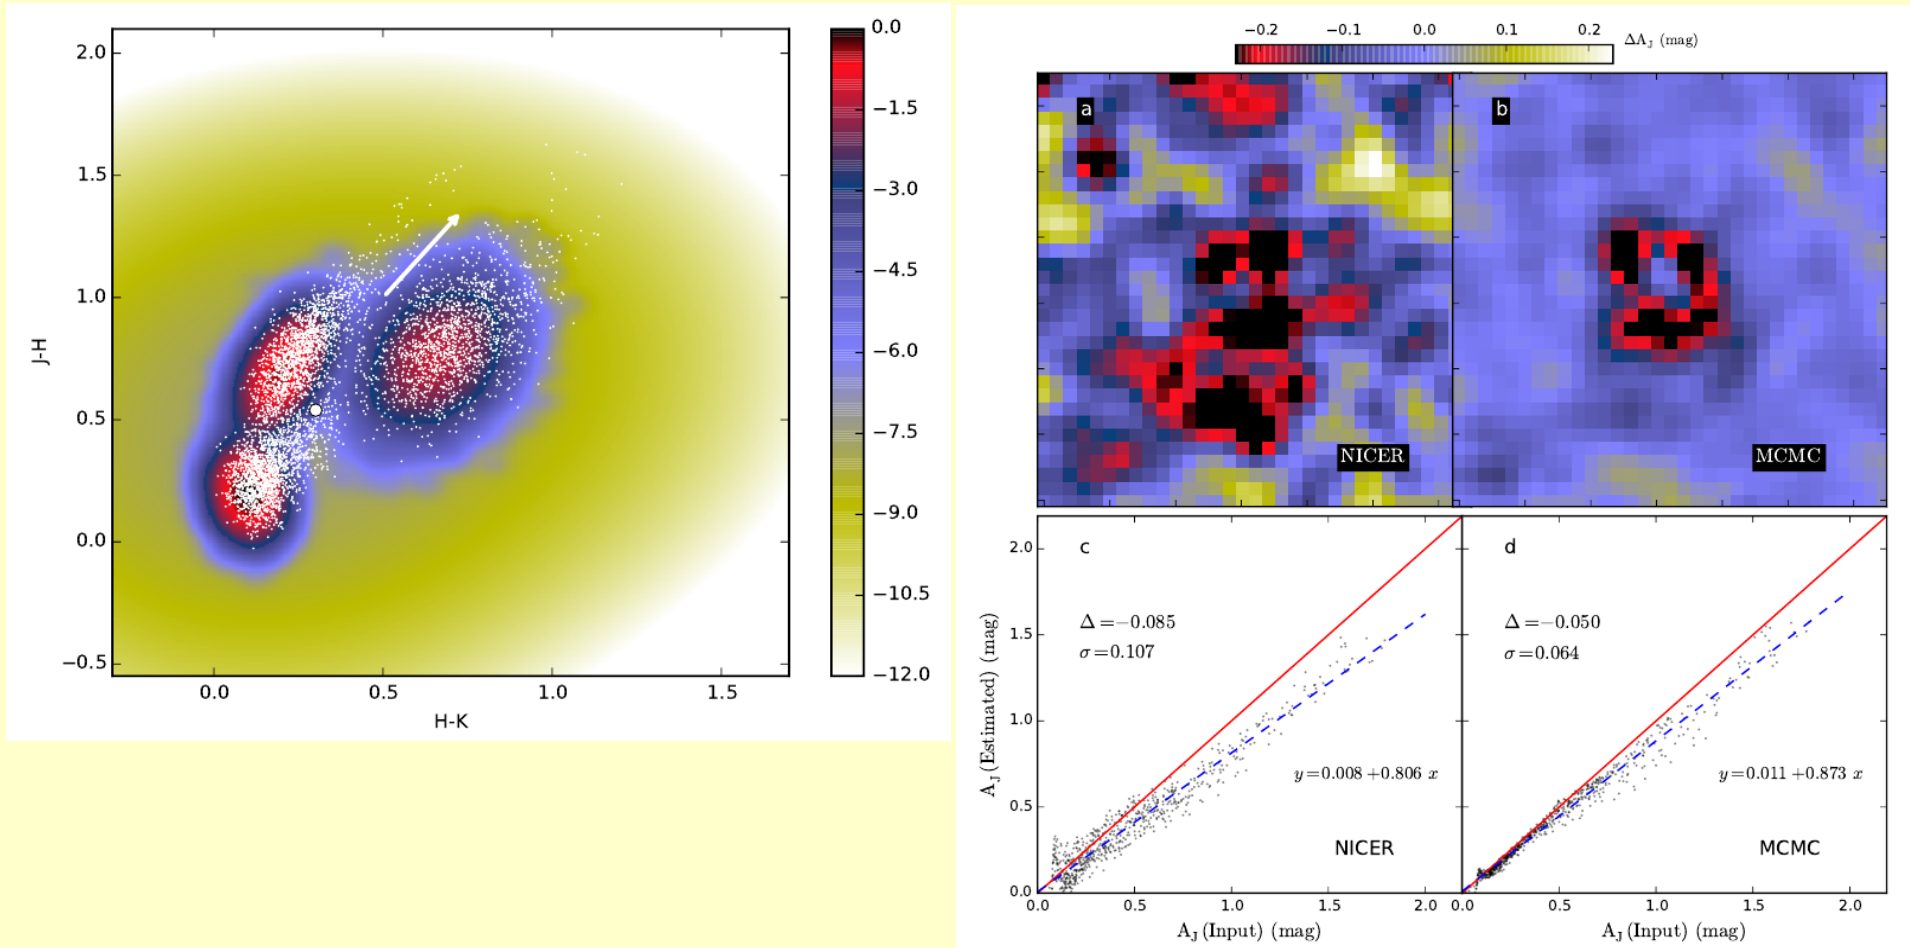 0.0
2.0
−1.5
1.5
−3.0
1.0
−4.5
J-H
−6.0
0.5
−7.5
−9.0
0.0
−10.5
−0.5
−12.0
0.0 0.5 1.0 1.5
H-K
−0.2 −0.1 0.0 0.1 0.2
ΔA_J (mag)
a
b
NICER
MCMC
2.0
c
d
Δ=−0.085
σ=0.107
Δ=−0.050
σ=0.064
1.5
A_J (Estimated) (mag)
1.0
y=0.008+0.806 x
y=0.011+0.873 x
0.5
NICER
MCMC
0.0
0.0 0.5 1.0 1.5 2.0 0.0 0.5 1.0 1.5 2.0
A_J (Input) (mag)
A_J (Input) (mag)